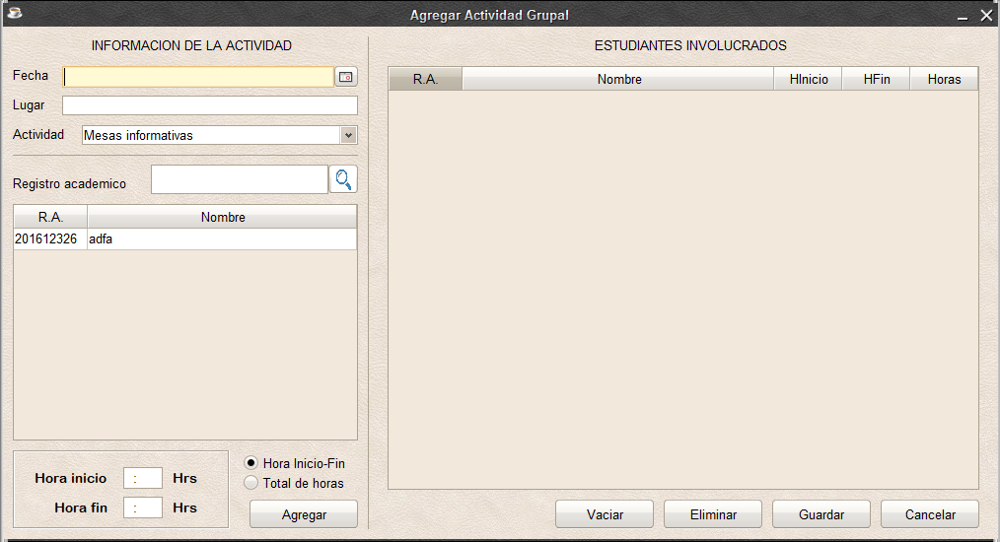 Agregar Actividad Grupal
INFORMACION DE LA ACTIVIDAD
Fecha
Lugar
Actividad Mesas informativas
Registro academico
R.A. Nombre
201612326 adfa
Hora inicio : Hrs
Hora fin : Hrs
Hora Inicio-Fin
Total de horas
Agregar
ESTUDIANTES INVOLUCRADOS
R.A. Nombre HInicio HFin Horas
Vaciar Eliminar Guardar Cancelar